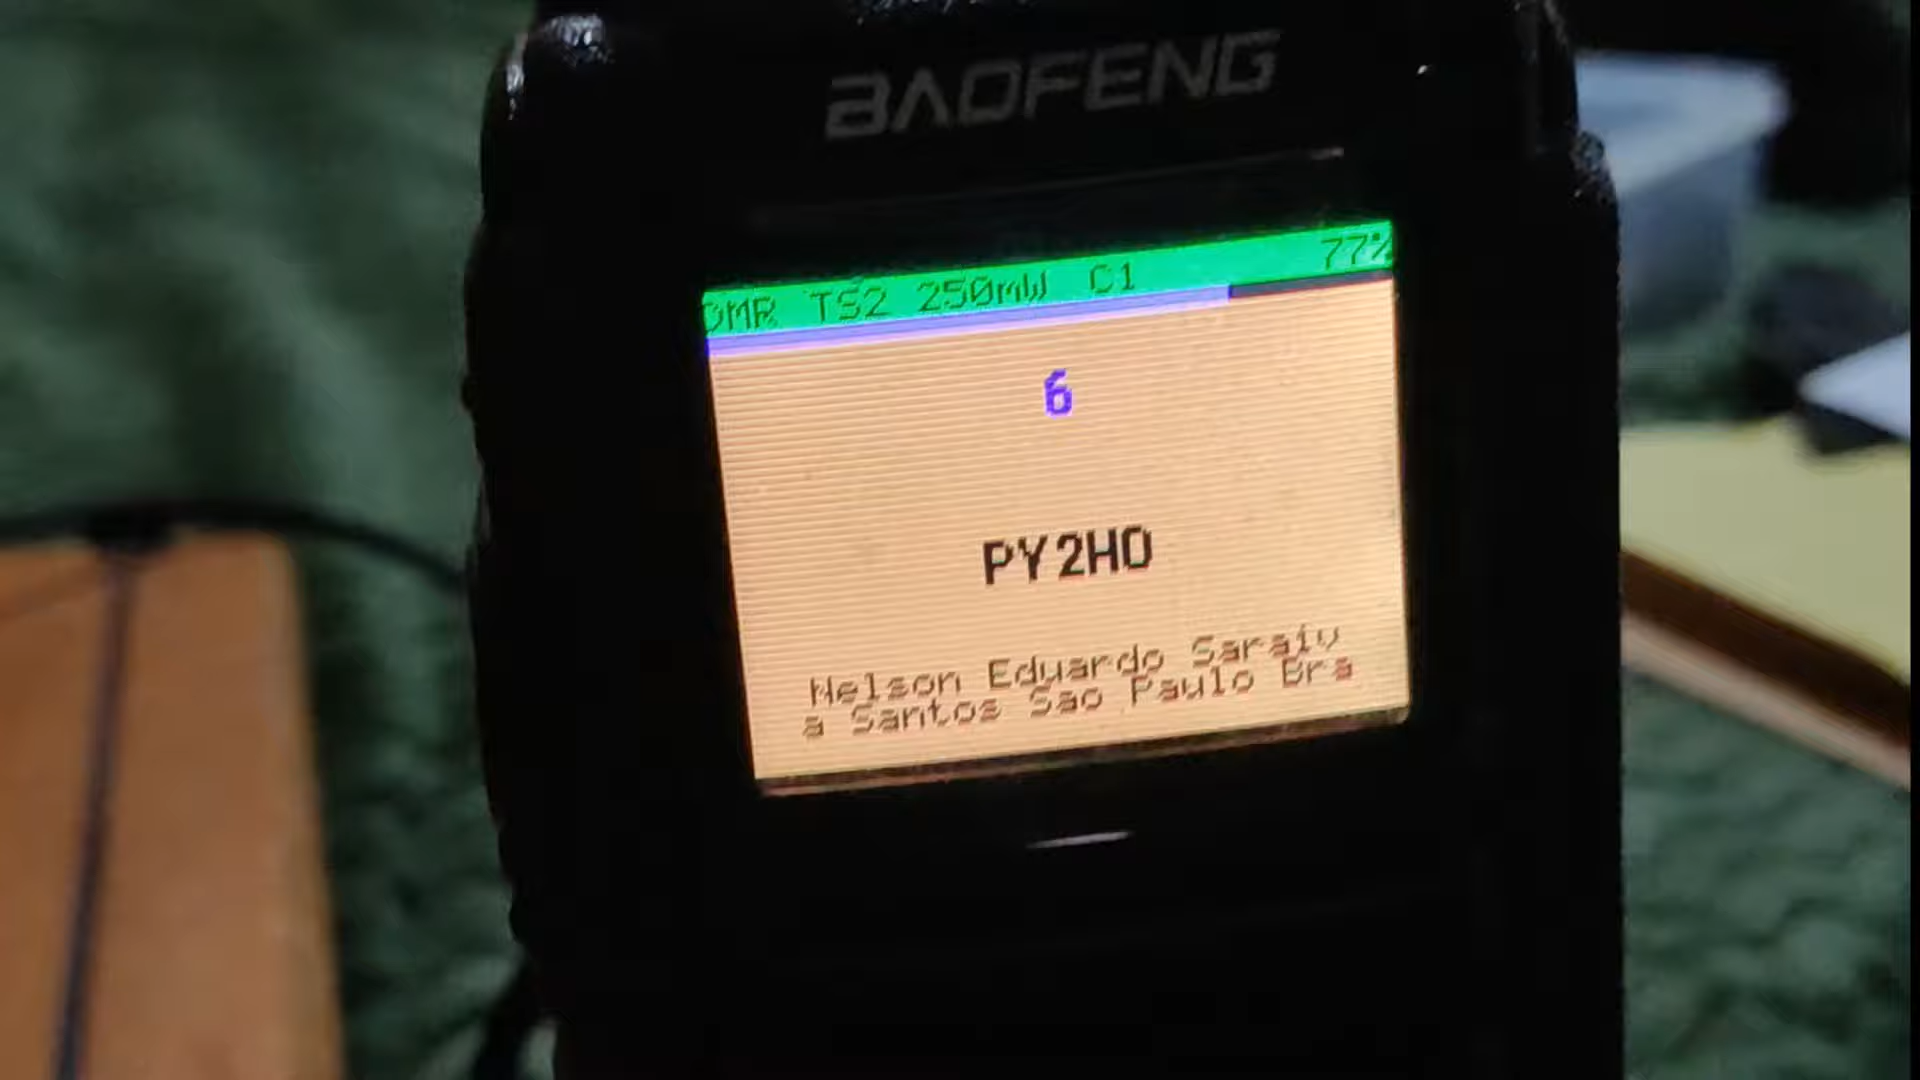 BAOFENG
DMR TS2 250mW C1 77%
6
PY2HO
Nelson Eduardo Saraiv
a Santos Sao Paulo Bra